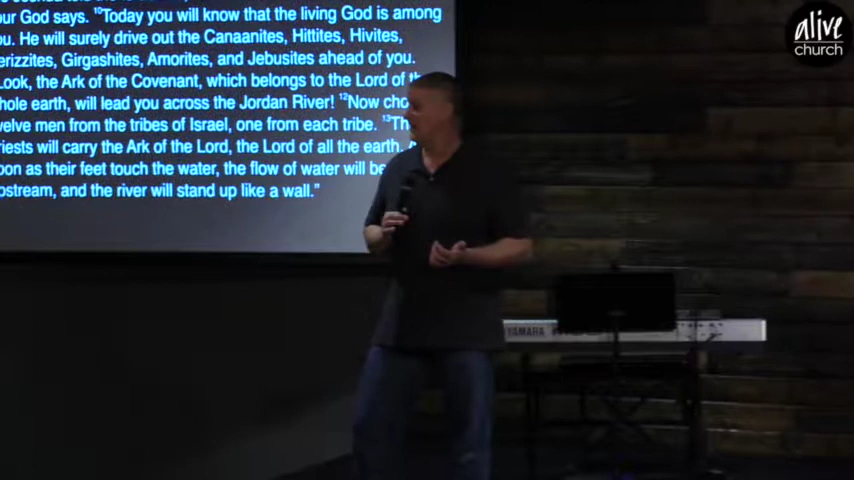 our God says. ¹⁰Today you will know that the living God is among
ou. He will surely drive out the Canaanites, Hittites, Hivites,
erizzites, Girgashites, Amorites, and Jebusites ahead of you.
Look, the Ark of the Covenant, which belongs to the Lord of th
hole earth, will lead you across the Jordan River! ¹²Now cho
welve men from the tribes of Israel, one from each tribe. ¹³Th
riests will carry the Ark of the Lord, the Lord of all the earth. A
oon as their feet touch the water, the flow of water will be
pstream, and the river will stand up like a wall.”
alive
church
YAMAHA